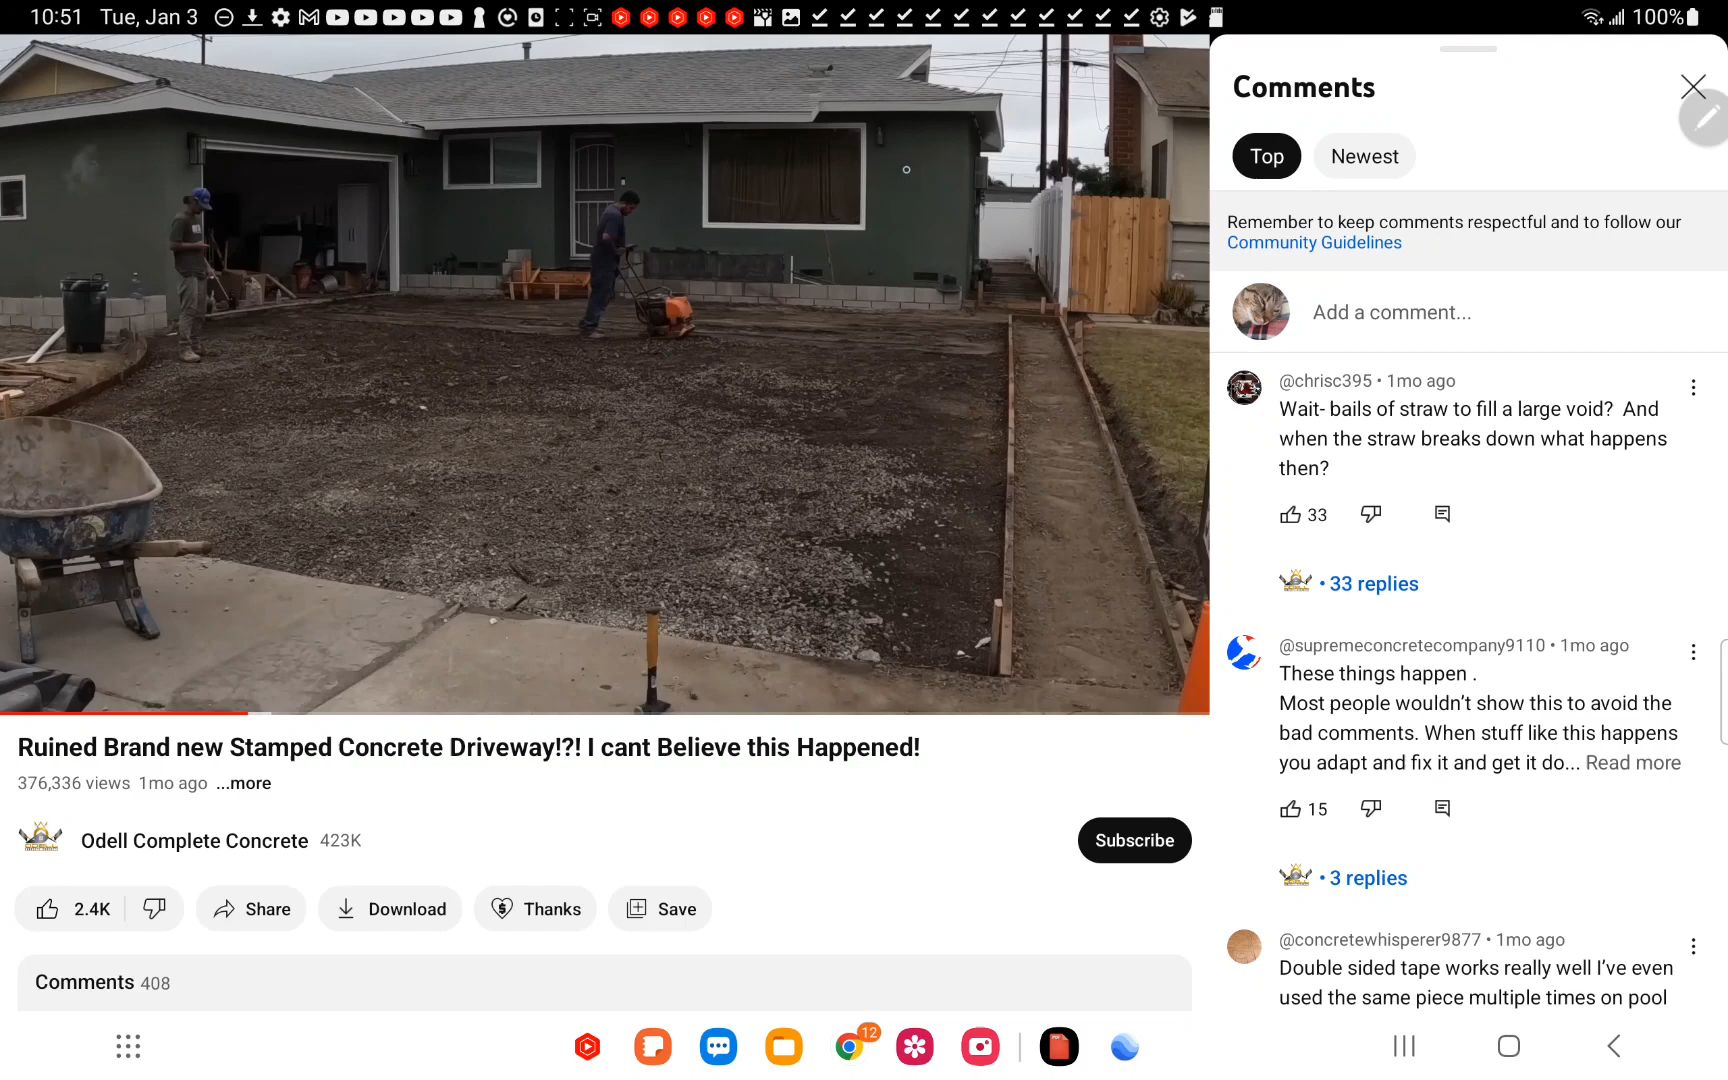 10:51 Tue, Jan 3
100%
Comments
Top Newest
Remember to keep comments respectful and to follow our
Community Guidelines
Add a comment...
@chrisc395 • 1mo ago
Wait- bails of straw to fill a large void? And
when the straw breaks down what happens
then?
33
• 33 replies
@supremeconcretecompany9110 • 1mo ago
These things happen .
Most people wouldn’t show this to avoid the
bad comments. When stuff like this happens
you adapt and fix it and get it do... Read more
15
• 3 replies
@concretewhisperer9877 • 1mo ago
Double sided tape works really well I’ve even
used the same piece multiple times on pool
Ruined Brand new Stamped Concrete Driveway!?! I cant Believe this Happened!
376,336 views 1mo ago ...more
Odell Complete Concrete 423K
Subscribe
2.4K Share Download Thanks Save
Comments 408
12